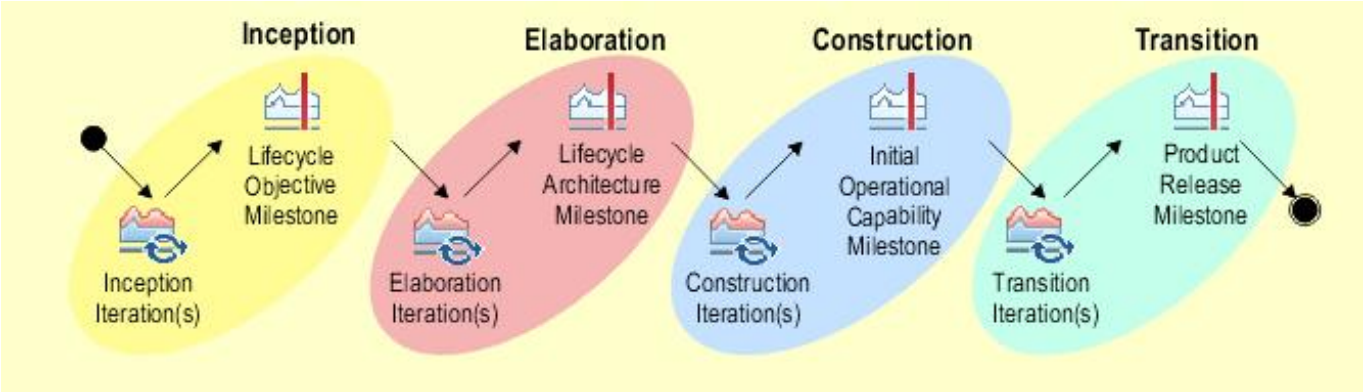 Inception
Elaboration
Construction
Transition
Lifecycle
Objective
Milestone
Inception
Iteration(s)
Lifecycle
Architecture
Milestone
Elaboration
Iteration(s)
Initial
Operational
Capability
Milestone
Construction
Iteration(s)
Product
Release
Milestone
Transition
Iteration(s)